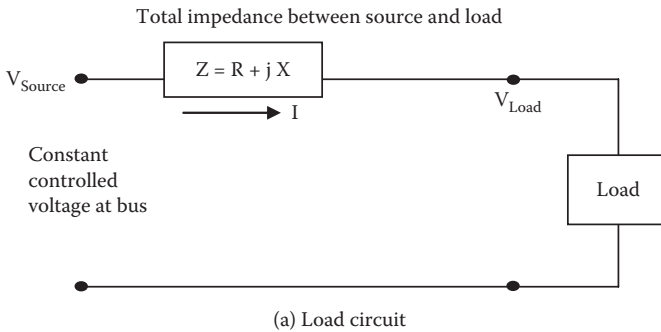 Total impedance between source and load
Z = R + j X
V_Source
I
V_Load
Constant
controlled
voltage at bus
Load
(a) Load circuit